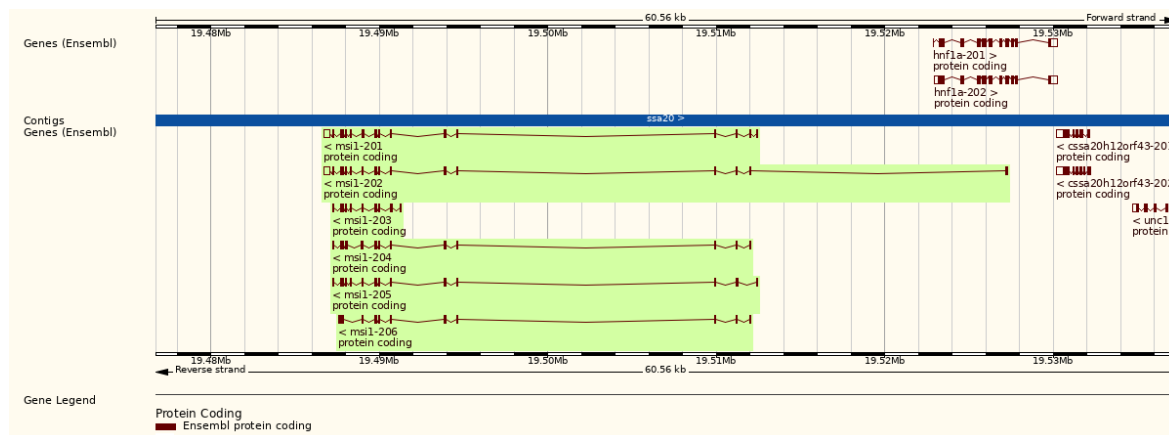 60.56 kb Forward strand
19.48Mb 19.49Mb 19.50Mb 19.51Mb 19.52Mb 19.53Mb
Genes (Ensembl)
hnf1a-201 >
protein coding
hnf1a-202 >
protein coding
Contigs ssa20 >
Genes (Ensembl)
< msi1-201 < cssa20h12orf43-201
protein coding protein coding
< msi1-202 < cssa20h12orf43-202
protein coding protein coding
< msi1-203 < unc1
protein coding protein
< msi1-204
protein coding
< msi1-205
protein coding
< msi1-206
protein coding
19.48Mb 19.49Mb 19.50Mb 19.51Mb 19.52Mb 19.53Mb
Reverse strand 60.56 kb
Gene Legend
Protein Coding
Ensembl protein coding